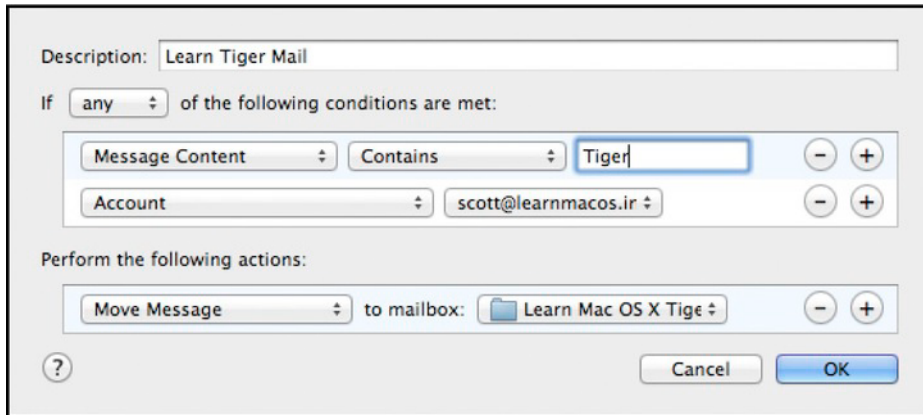 Description: Learn Tiger Mail
If any of the following conditions are met:
Message Content Contains Tiger - +
Account scott@learnmacos.ir - +
Perform the following actions:
Move Message to mailbox: Learn Mac OS X Tige - +
? Cancel OK